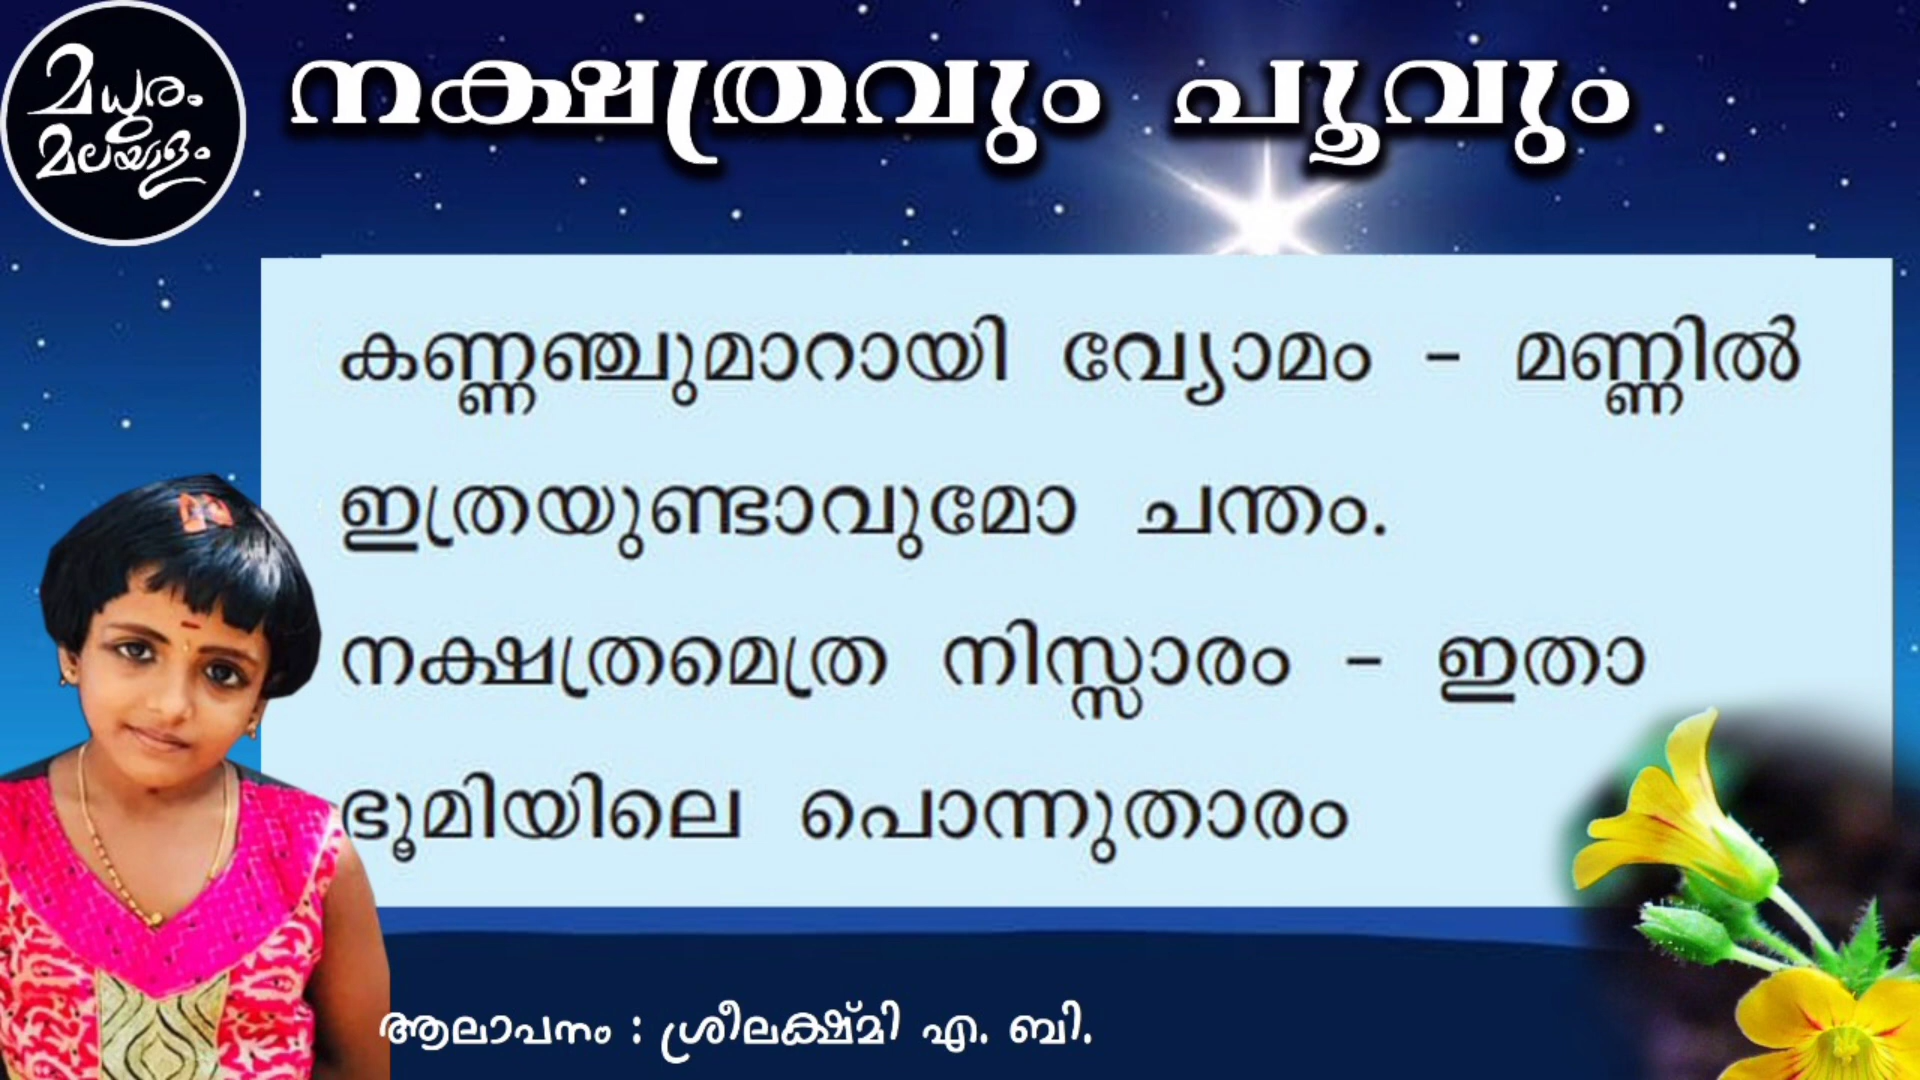 മധുരം
മലയാളം
നക്ഷത്രവും പൂവും
കണ്ണഞ്ചുമാറായി വ്യോമം – മണ്ണിൽ
ഇത്രയുണ്ടാവുമോ ചന്തം.
നക്ഷത്രമെത്ര നിസ്സാരം – ഇതാ
ഭൂമിയിലെ പൊന്നുതാരം
ആലാപനം : ശ്രീലക്ഷ്മി എ. ബി.